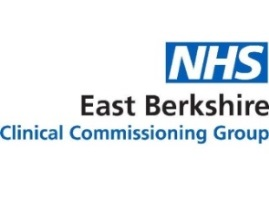 NHS
East Berkshire
Clinical Commissioning Group